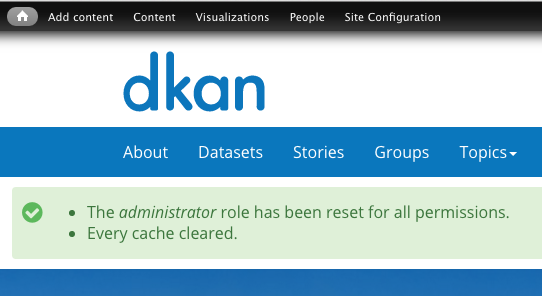 Add content Content Visualizations People Site Configuration
dkan
About Datasets Stories Groups Topics
The administrator role has been reset for all permissions.
Every cache cleared.